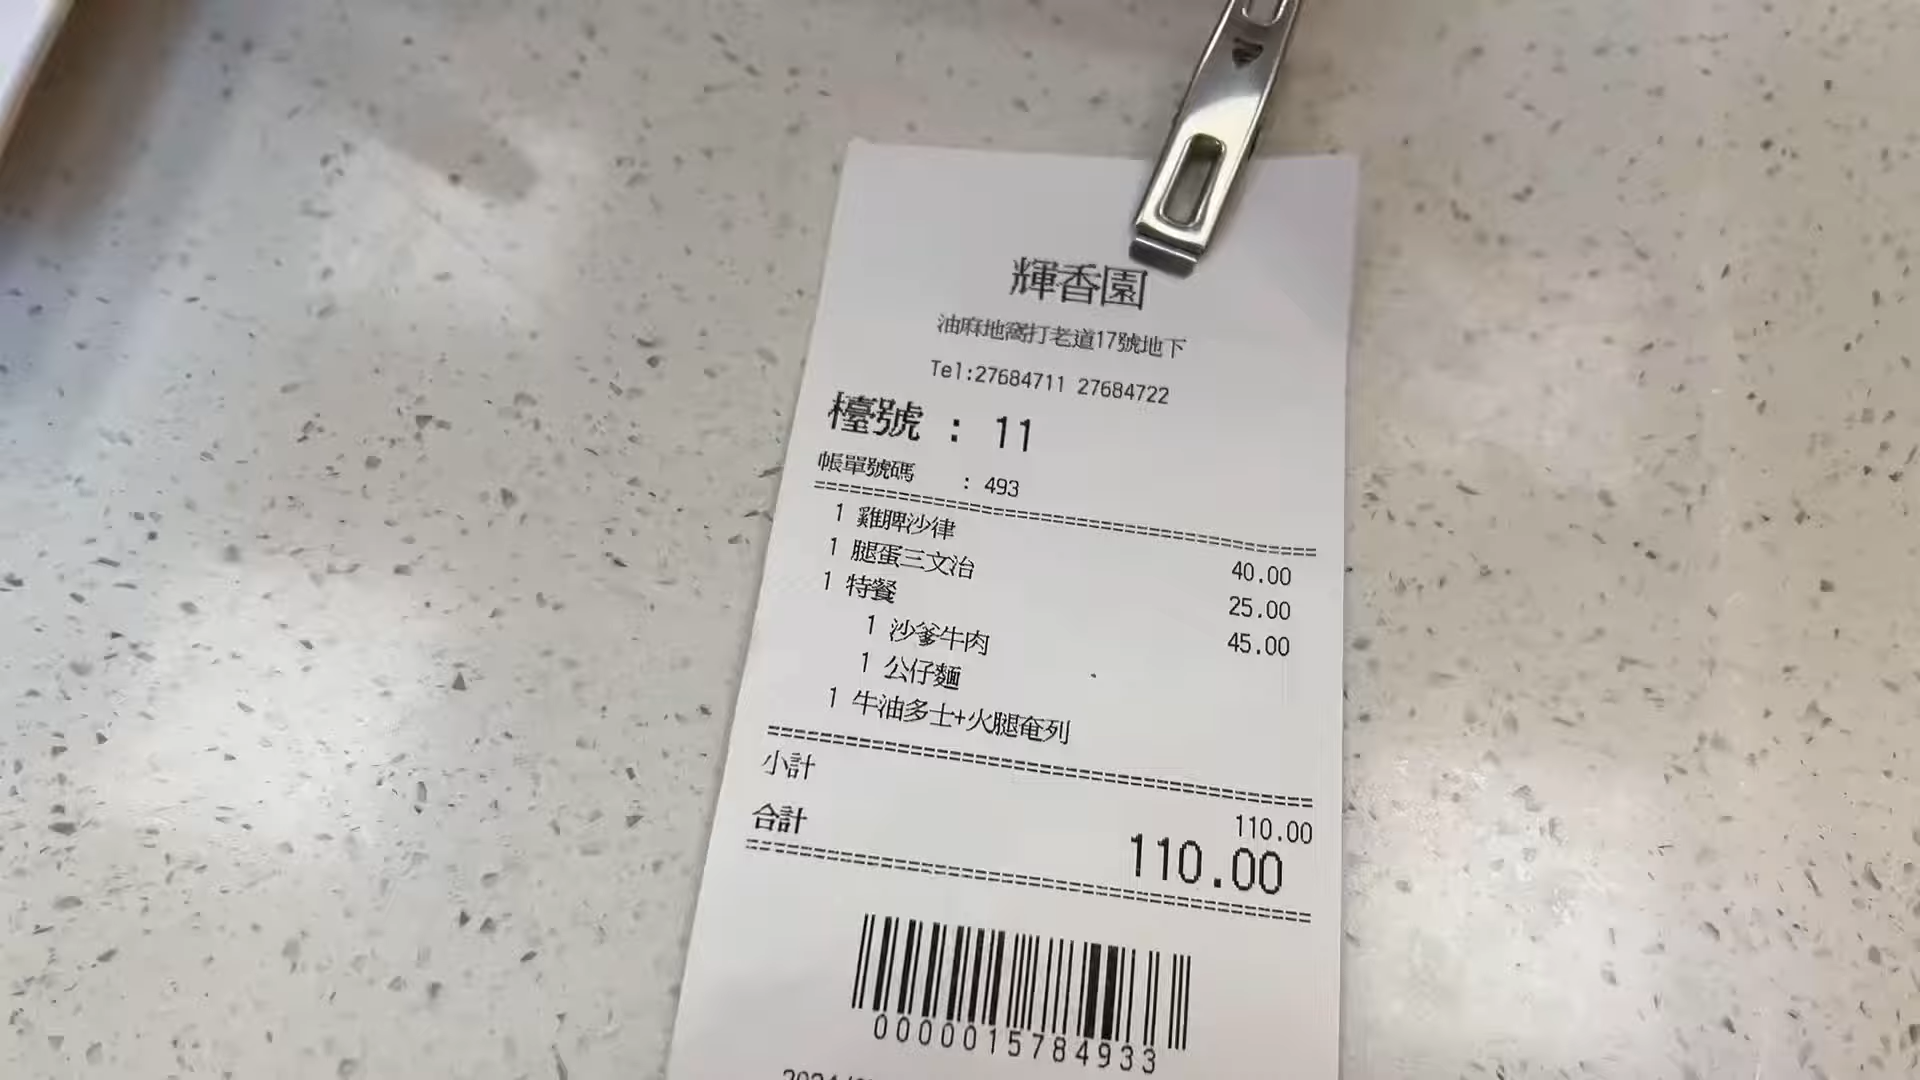 輝香園
油麻地窩打老道17號地下
Tel:27684711 27684722
檯號 : 11
帳單號碼 : 493
1 雞脾沙律 40.00
1 腿蛋三文治 25.00
1 特餐 45.00
1 沙爹牛肉
1 公仔麵
1 牛油多士+火腿奄列
小計 110.00
合計 110.00
0000015784933